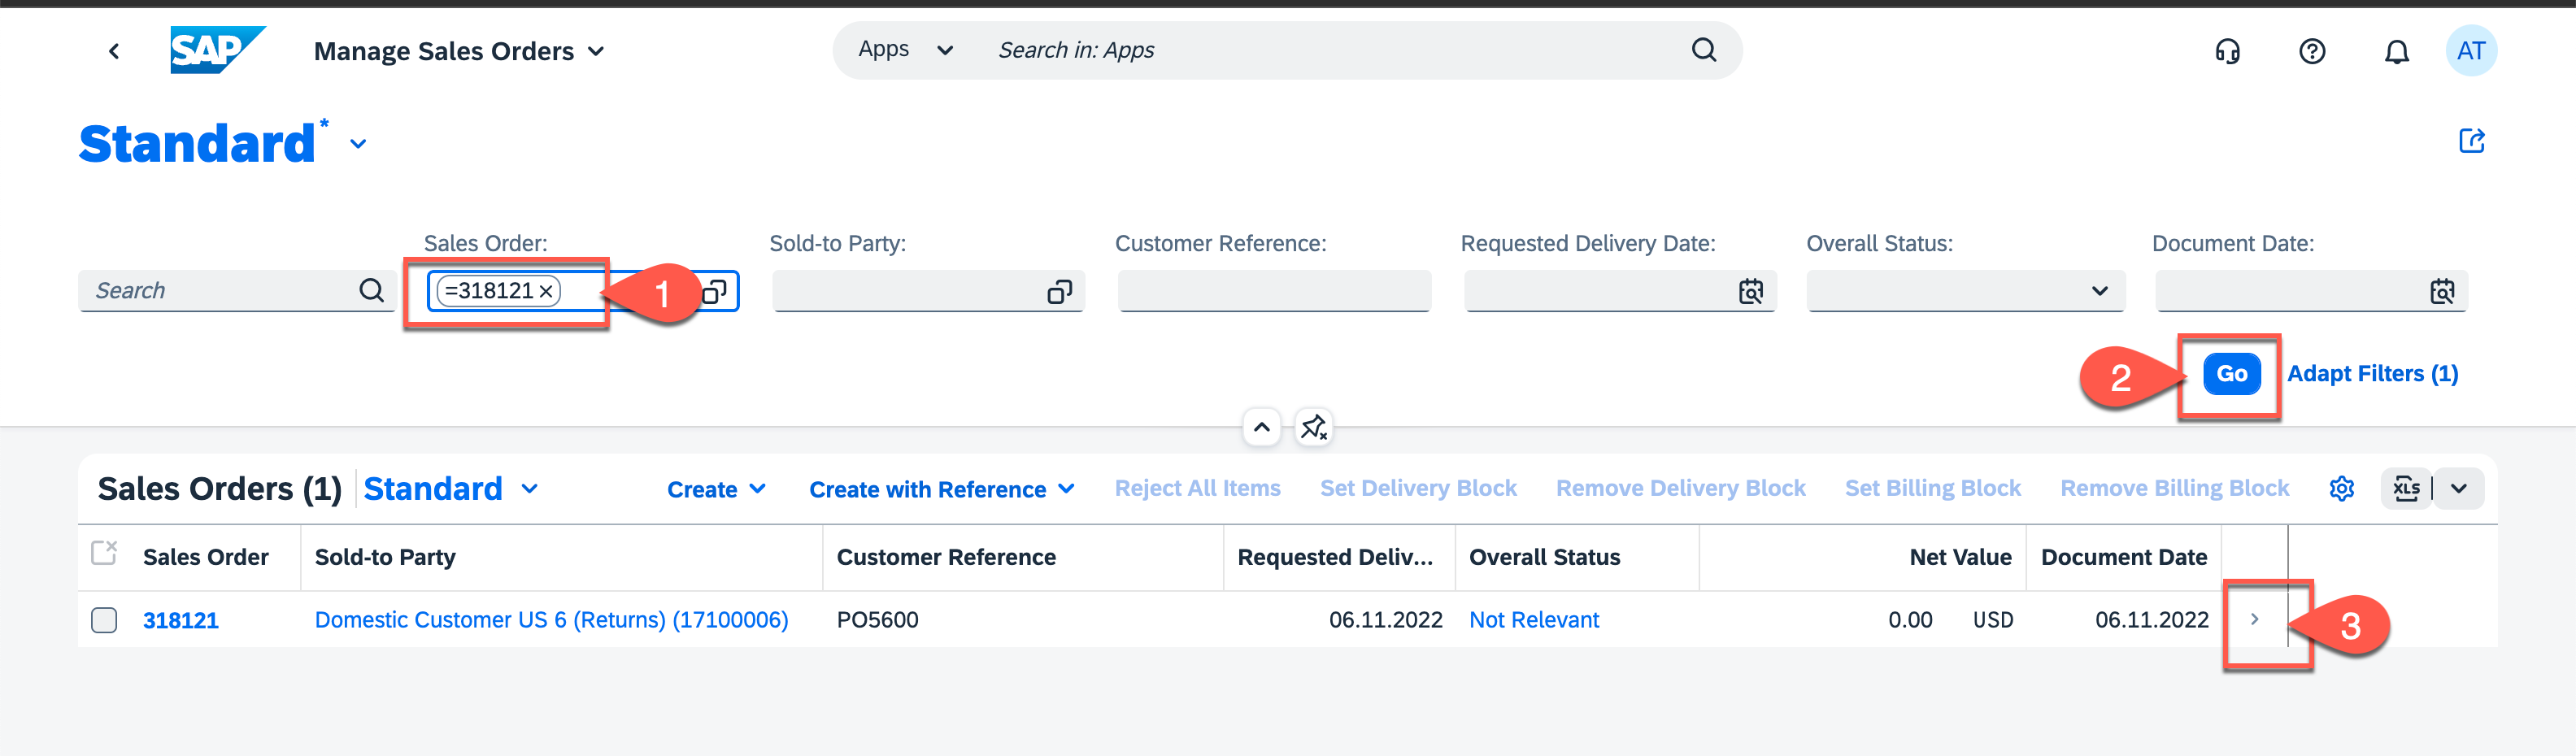 SAP Manage Sales Orders Apps Search in: Apps AT
Standard*
Sales Order: Sold-to Party: Customer Reference: Requested Delivery Date: Overall Status: Document Date:
Search =318121 1
2 Go Adapt Filters (1)
Sales Orders (1) Standard Create Create with Reference Reject All Items Set Delivery Block Remove Delivery Block Set Billing Block Remove Billing Block XLS
Sales Order Sold-to Party Customer Reference Requested Deliv... Overall Status Net Value Document Date
318121 Domestic Customer US 6 (Returns) (17100006) PO5600 06.11.2022 Not Relevant 0.00 USD 06.11.2022 3